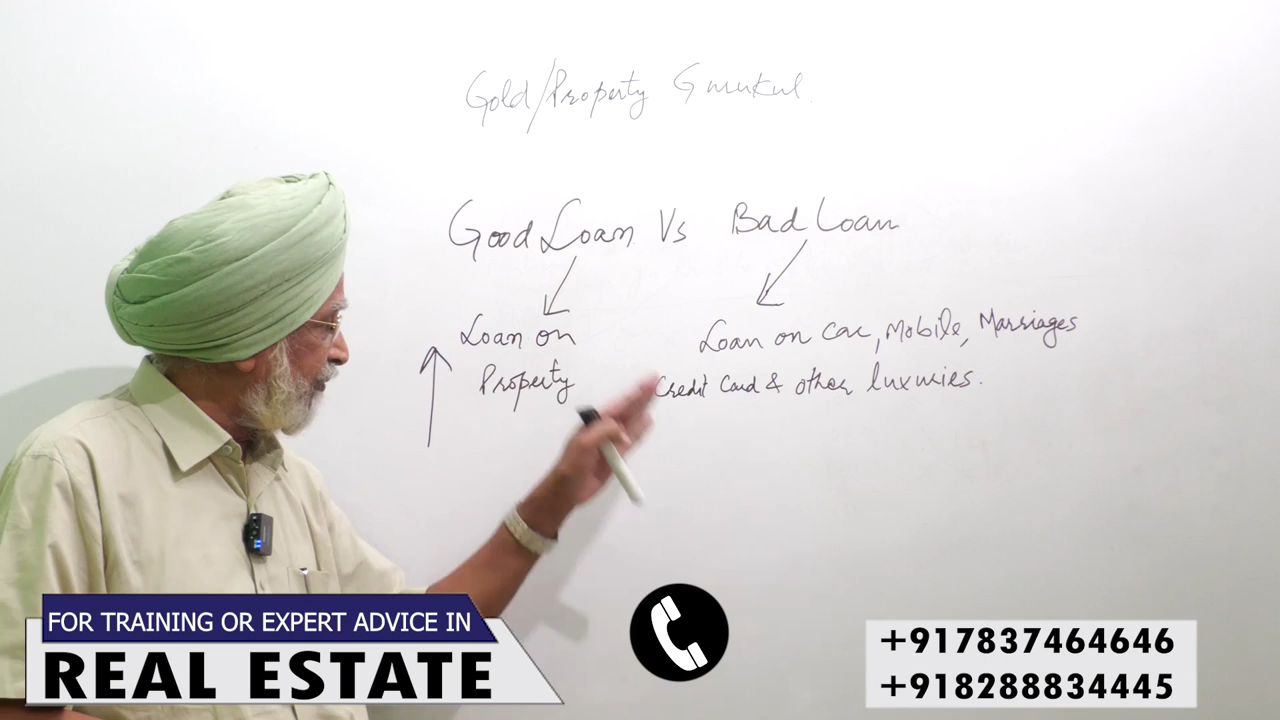 Gold/Property Gurukul.
Good Loan Vs Bad Loan
Loan on
Property
Loan on Car, Mobile, Marriages
Credit Card & other luxuries.
FOR TRAINING OR EXPERT ADVICE IN
REAL ESTATE
+917837464646
+918288834445